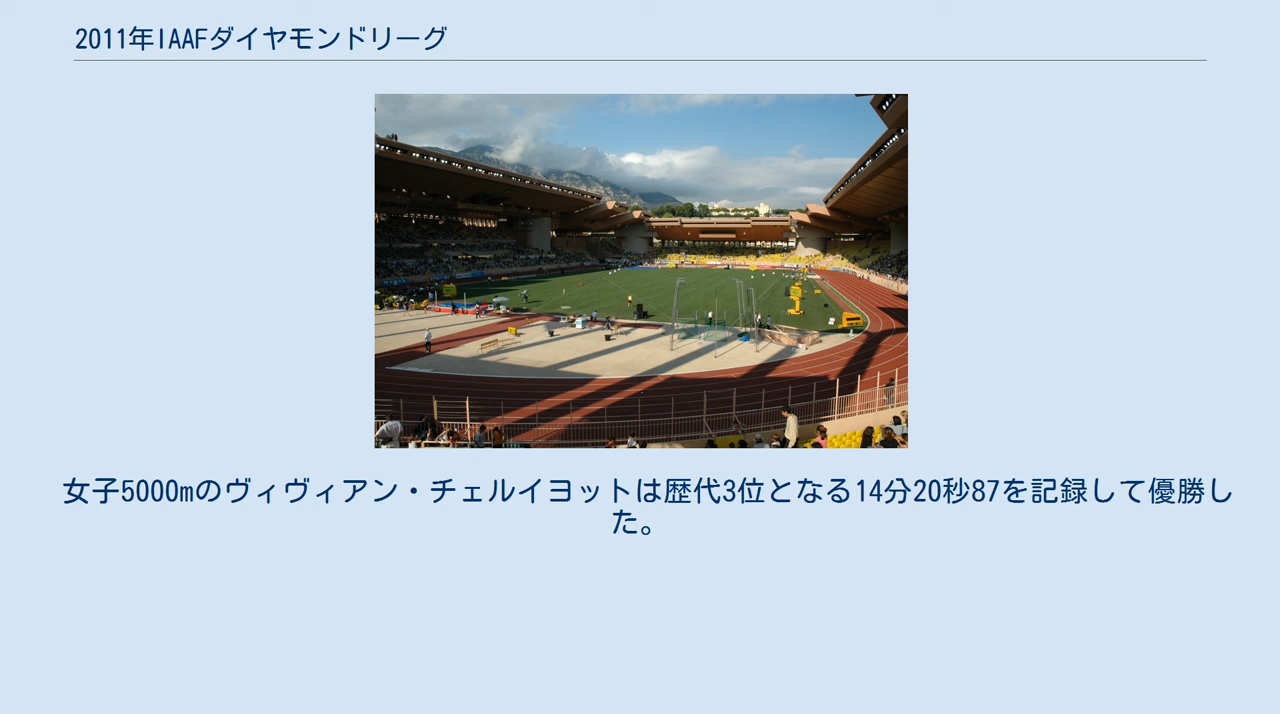 2011年IAAFダイヤモンドリーグ
女子5000mのヴィヴィアン・チェルイヨットは歴代3位となる14分20秒87を記録して優勝し
た。